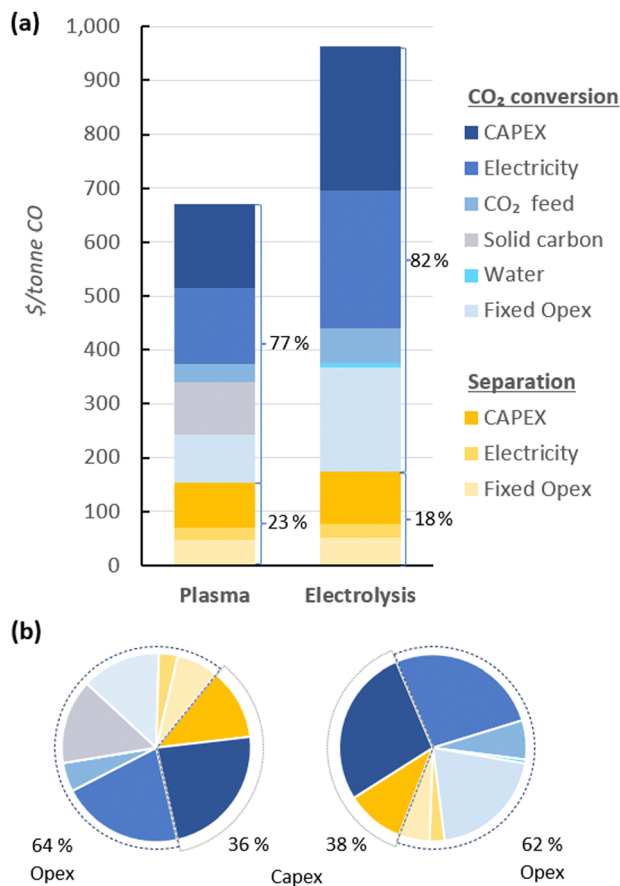 (a)
1,000
900
800
700
600
500
400
300
200
100
0
$/tonne CO
77 %
23 %
82 %
18 %
Plasma
Electrolysis
CO₂ conversion
CAPEX
Electricity
CO₂ feed
Solid carbon
Water
Fixed Opex
Separation
CAPEX
Electricity
Fixed Opex
(b)
64 %
Opex
36 %
Capex
38 %
62 %
Opex